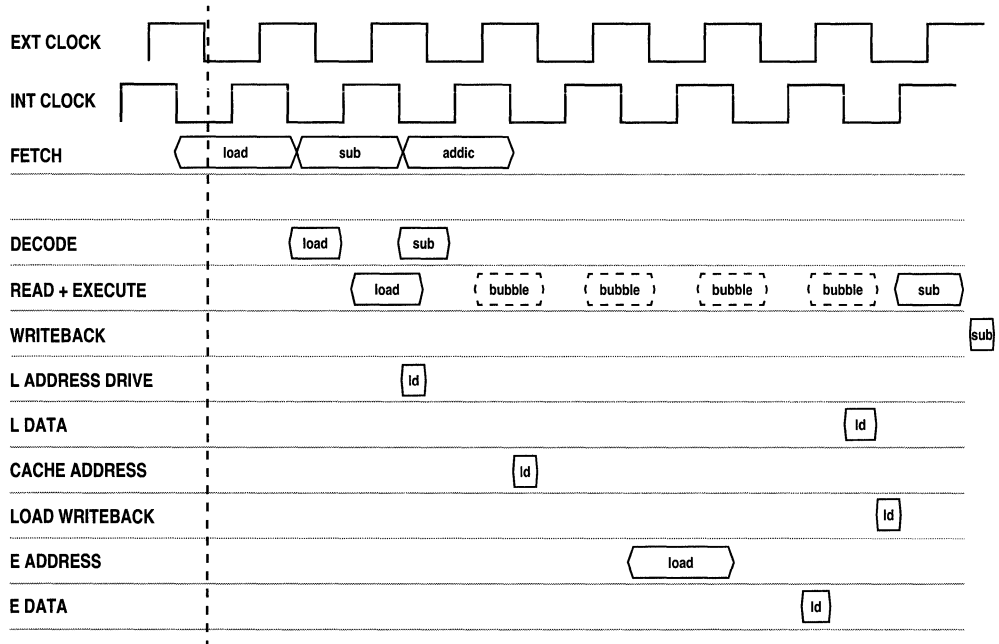 EXT CLOCK
INT CLOCK
FETCH load sub addic
DECODE load sub
READ + EXECUTE load bubble bubble bubble bubble sub
WRITEBACK sub
L ADDRESS DRIVE ld
L DATA ld
CACHE ADDRESS ld
LOAD WRITEBACK ld
E ADDRESS load
E DATA ld